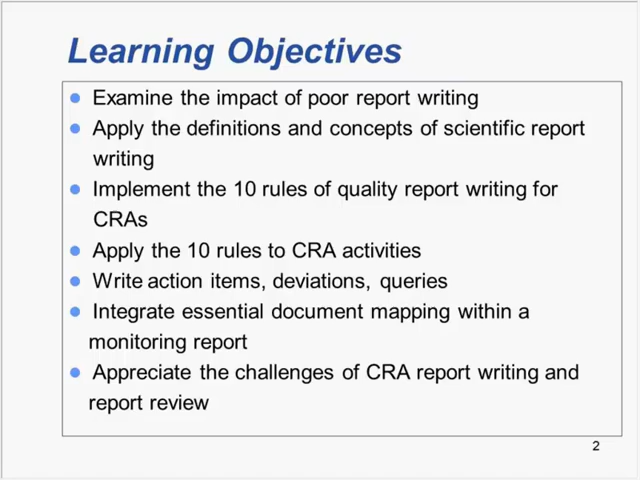 Learning Objectives
Examine the impact of poor report writing
Apply the definitions and concepts of scientific report
writing
Implement the 10 rules of quality report writing for
CRAs
Apply the 10 rules to CRA activities
Write action items, deviations, queries
Integrate essential document mapping within a
monitoring report
Appreciate the challenges of CRA report writing and
report review
2